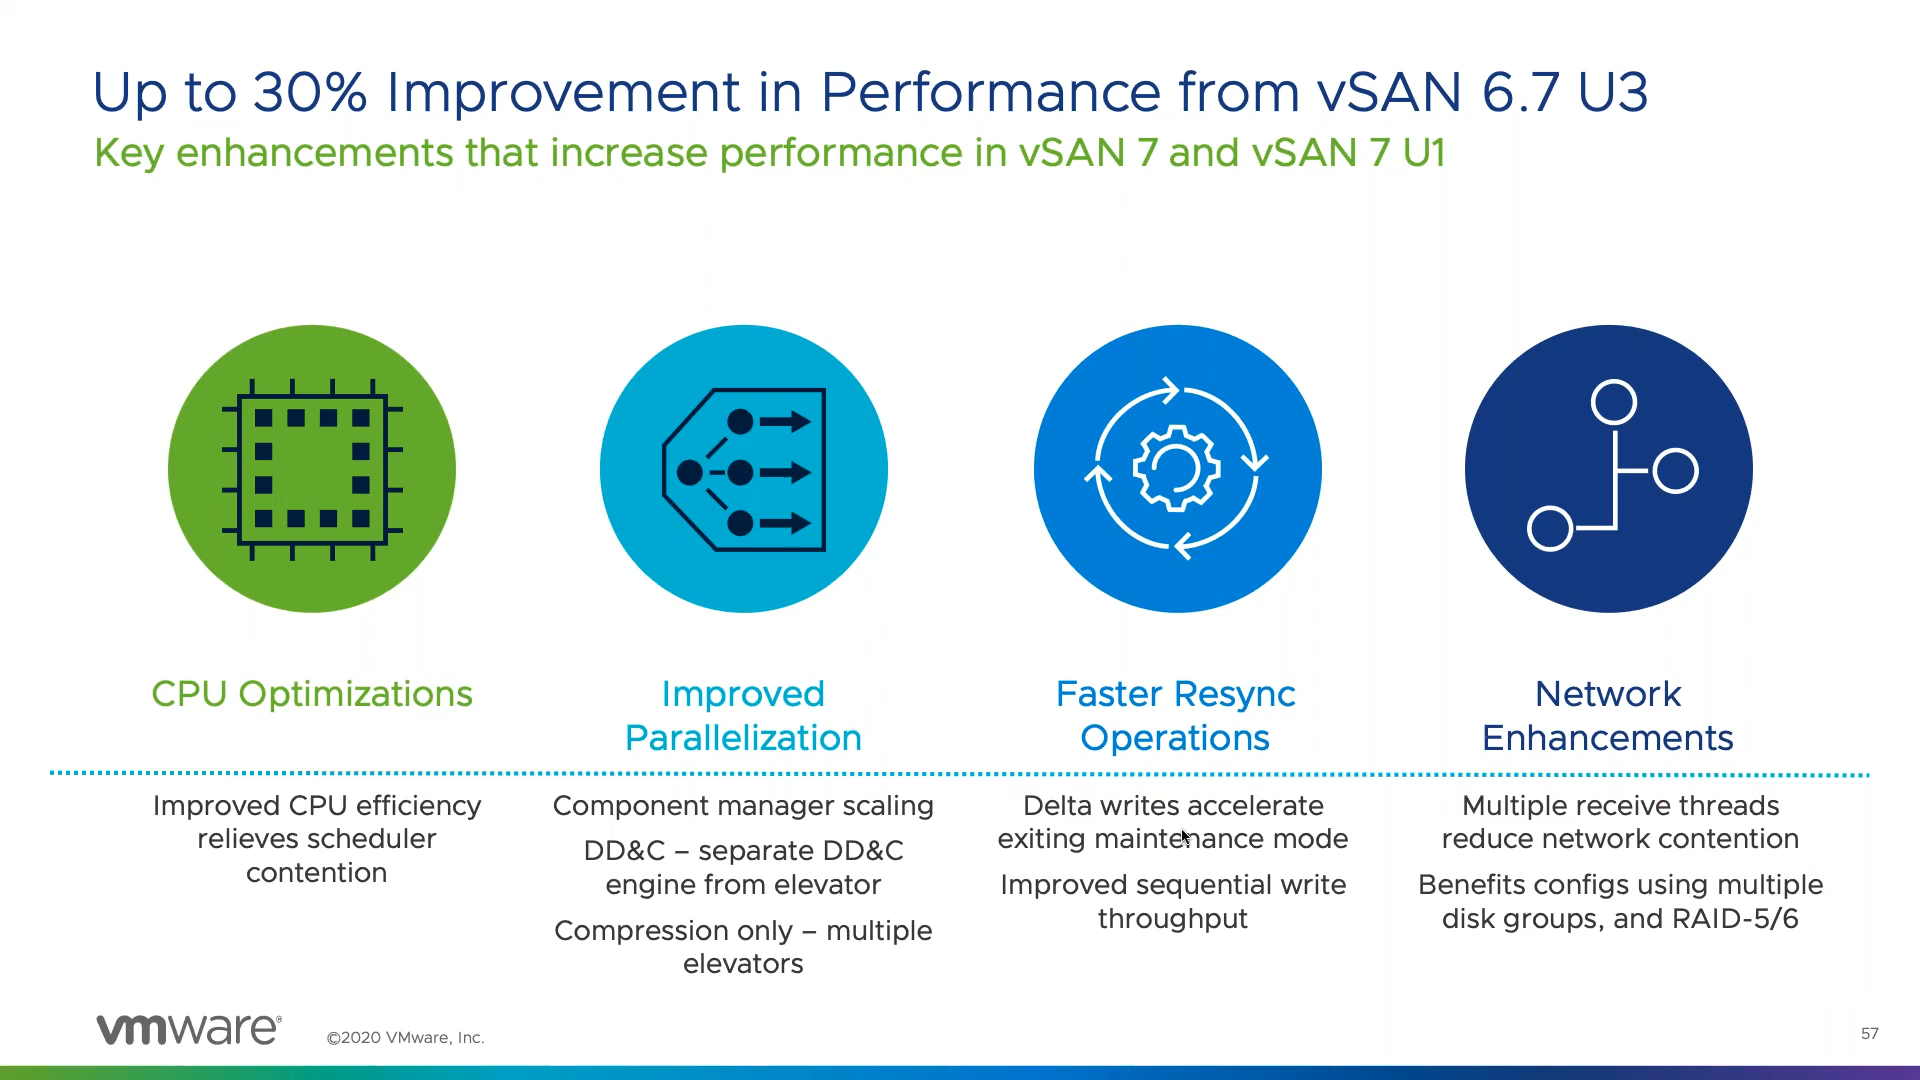 Up to 30% Improvement in Performance from vSAN 6.7 U3
Key enhancements that increase performance in vSAN 7 and vSAN 7 U1
CPU Optimizations
Improved CPU efficiency
relieves scheduler
contention
Improved
Parallelization
Component manager scaling
DD&C – separate DD&C
engine from elevator
Compression only – multiple
elevators
Faster Resync
Operations
Delta writes accelerate
exiting maintenance mode
Improved sequential write
throughput
Network
Enhancements
Multiple receive threads
reduce network contention
Benefits configs using multiple
disk groups, and RAID-5/6
vmware®
©2020 VMware, Inc.
57